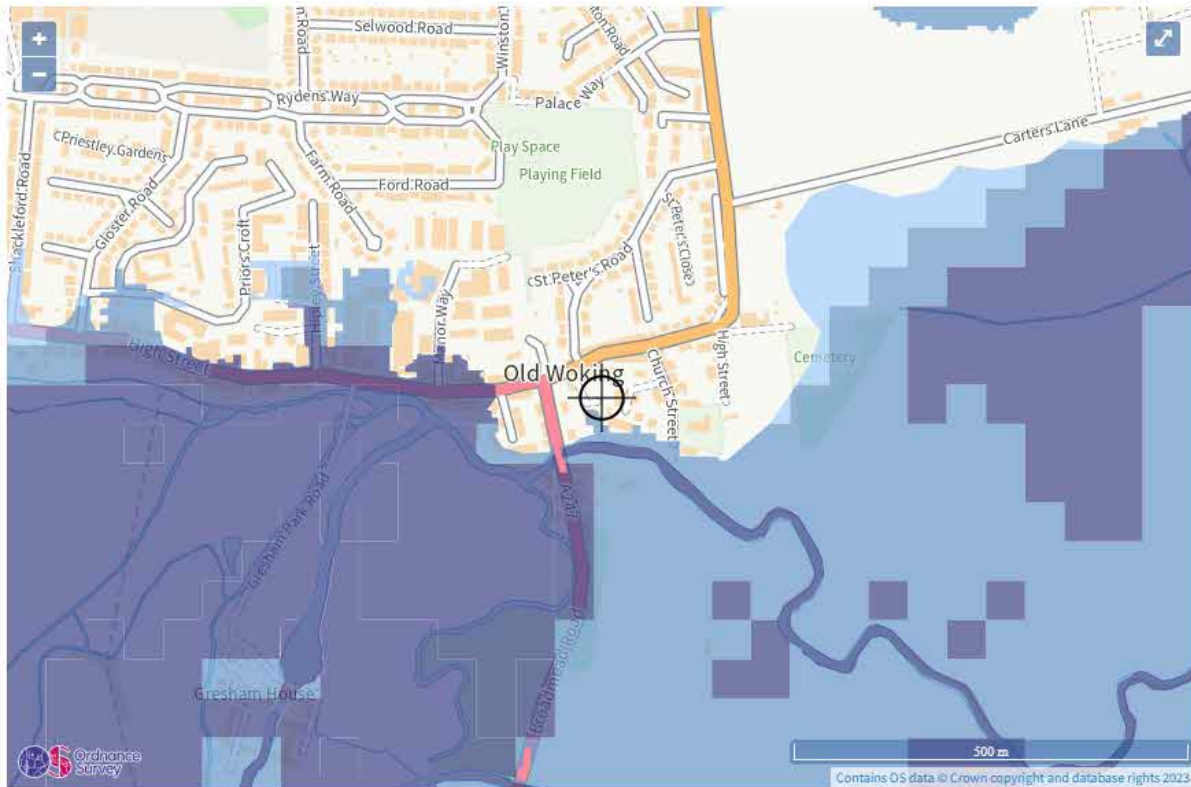 +
−
Selwood Road
Winston
Way
Rydens Way
Palace
Carters Lane
Priestley Gardens
Play Space
Playing Field
Shackleford Road
Gloster Road
Farm Road
Ford Road
St Peter's Close
Priors Croft
St Peter's Road
Manor Way
High Street
High Street
Old Woking
Church Street
Cemetery
A247
Gresham Park Road
Broadmead Road
Gresham House
Ordnance
Survey
500 m
Contains OS data © Crown copyright and database rights 2023